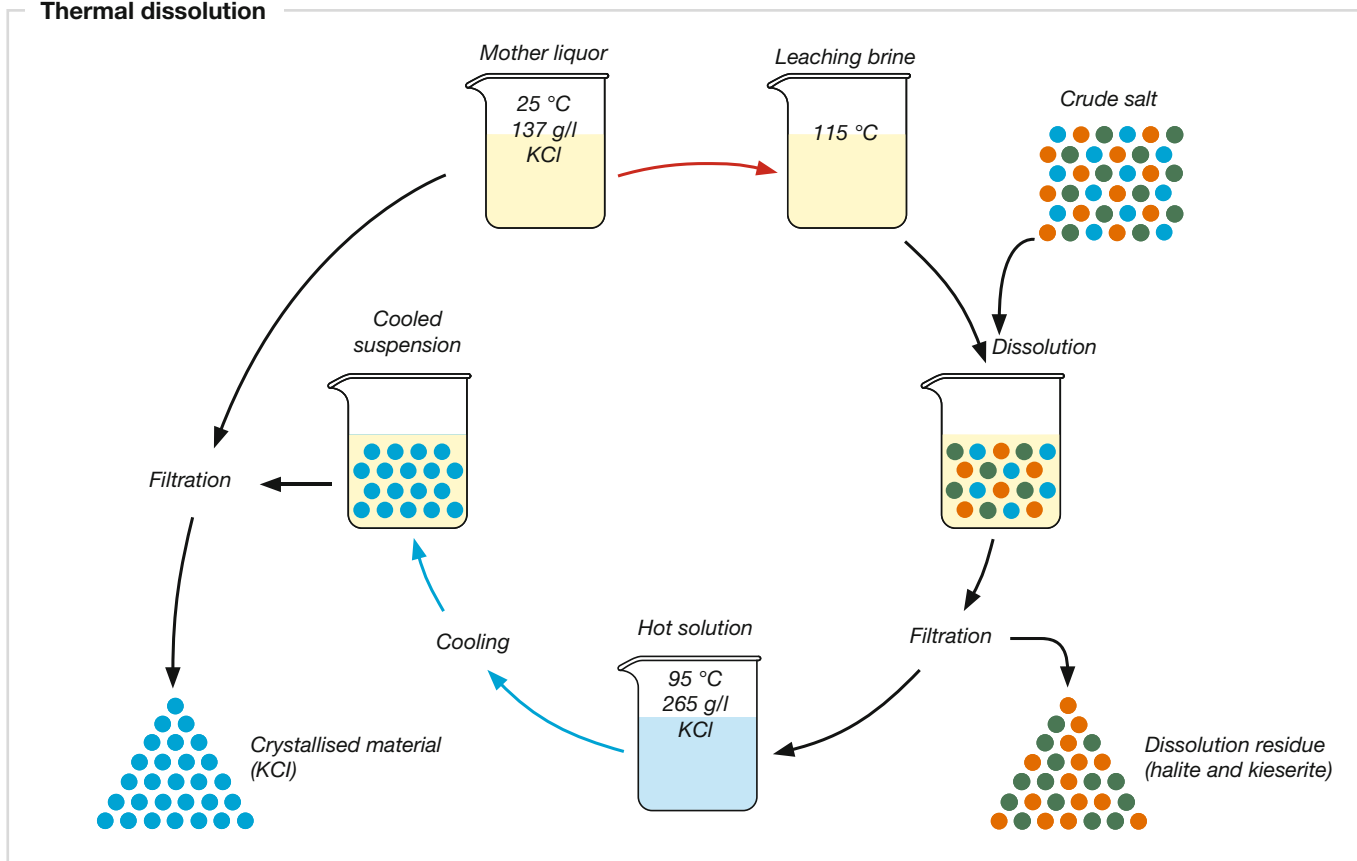 Thermal dissolution
Mother liquor
25 °C
137 g/l
KCl
Leaching brine
115 °C
Crude salt
Cooled
suspension
Dissolution
Filtration
Cooling
Hot solution
95 °C
265 g/l
KCl
Filtration
Crystallised material
(KCl)
Dissolution residue
(halite and kieserite)